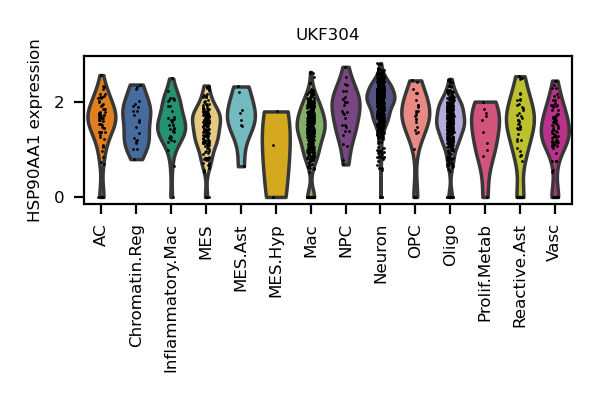 UKF304
HSP90AA1 expression
2
0
AC
Chromatin.Reg
Inflammatory.Mac
MES
MES.Ast
MES.Hyp
Mac
NPC
Neuron
OPC
Oligo
Prolif.Metab
Reactive.Ast
Vasc